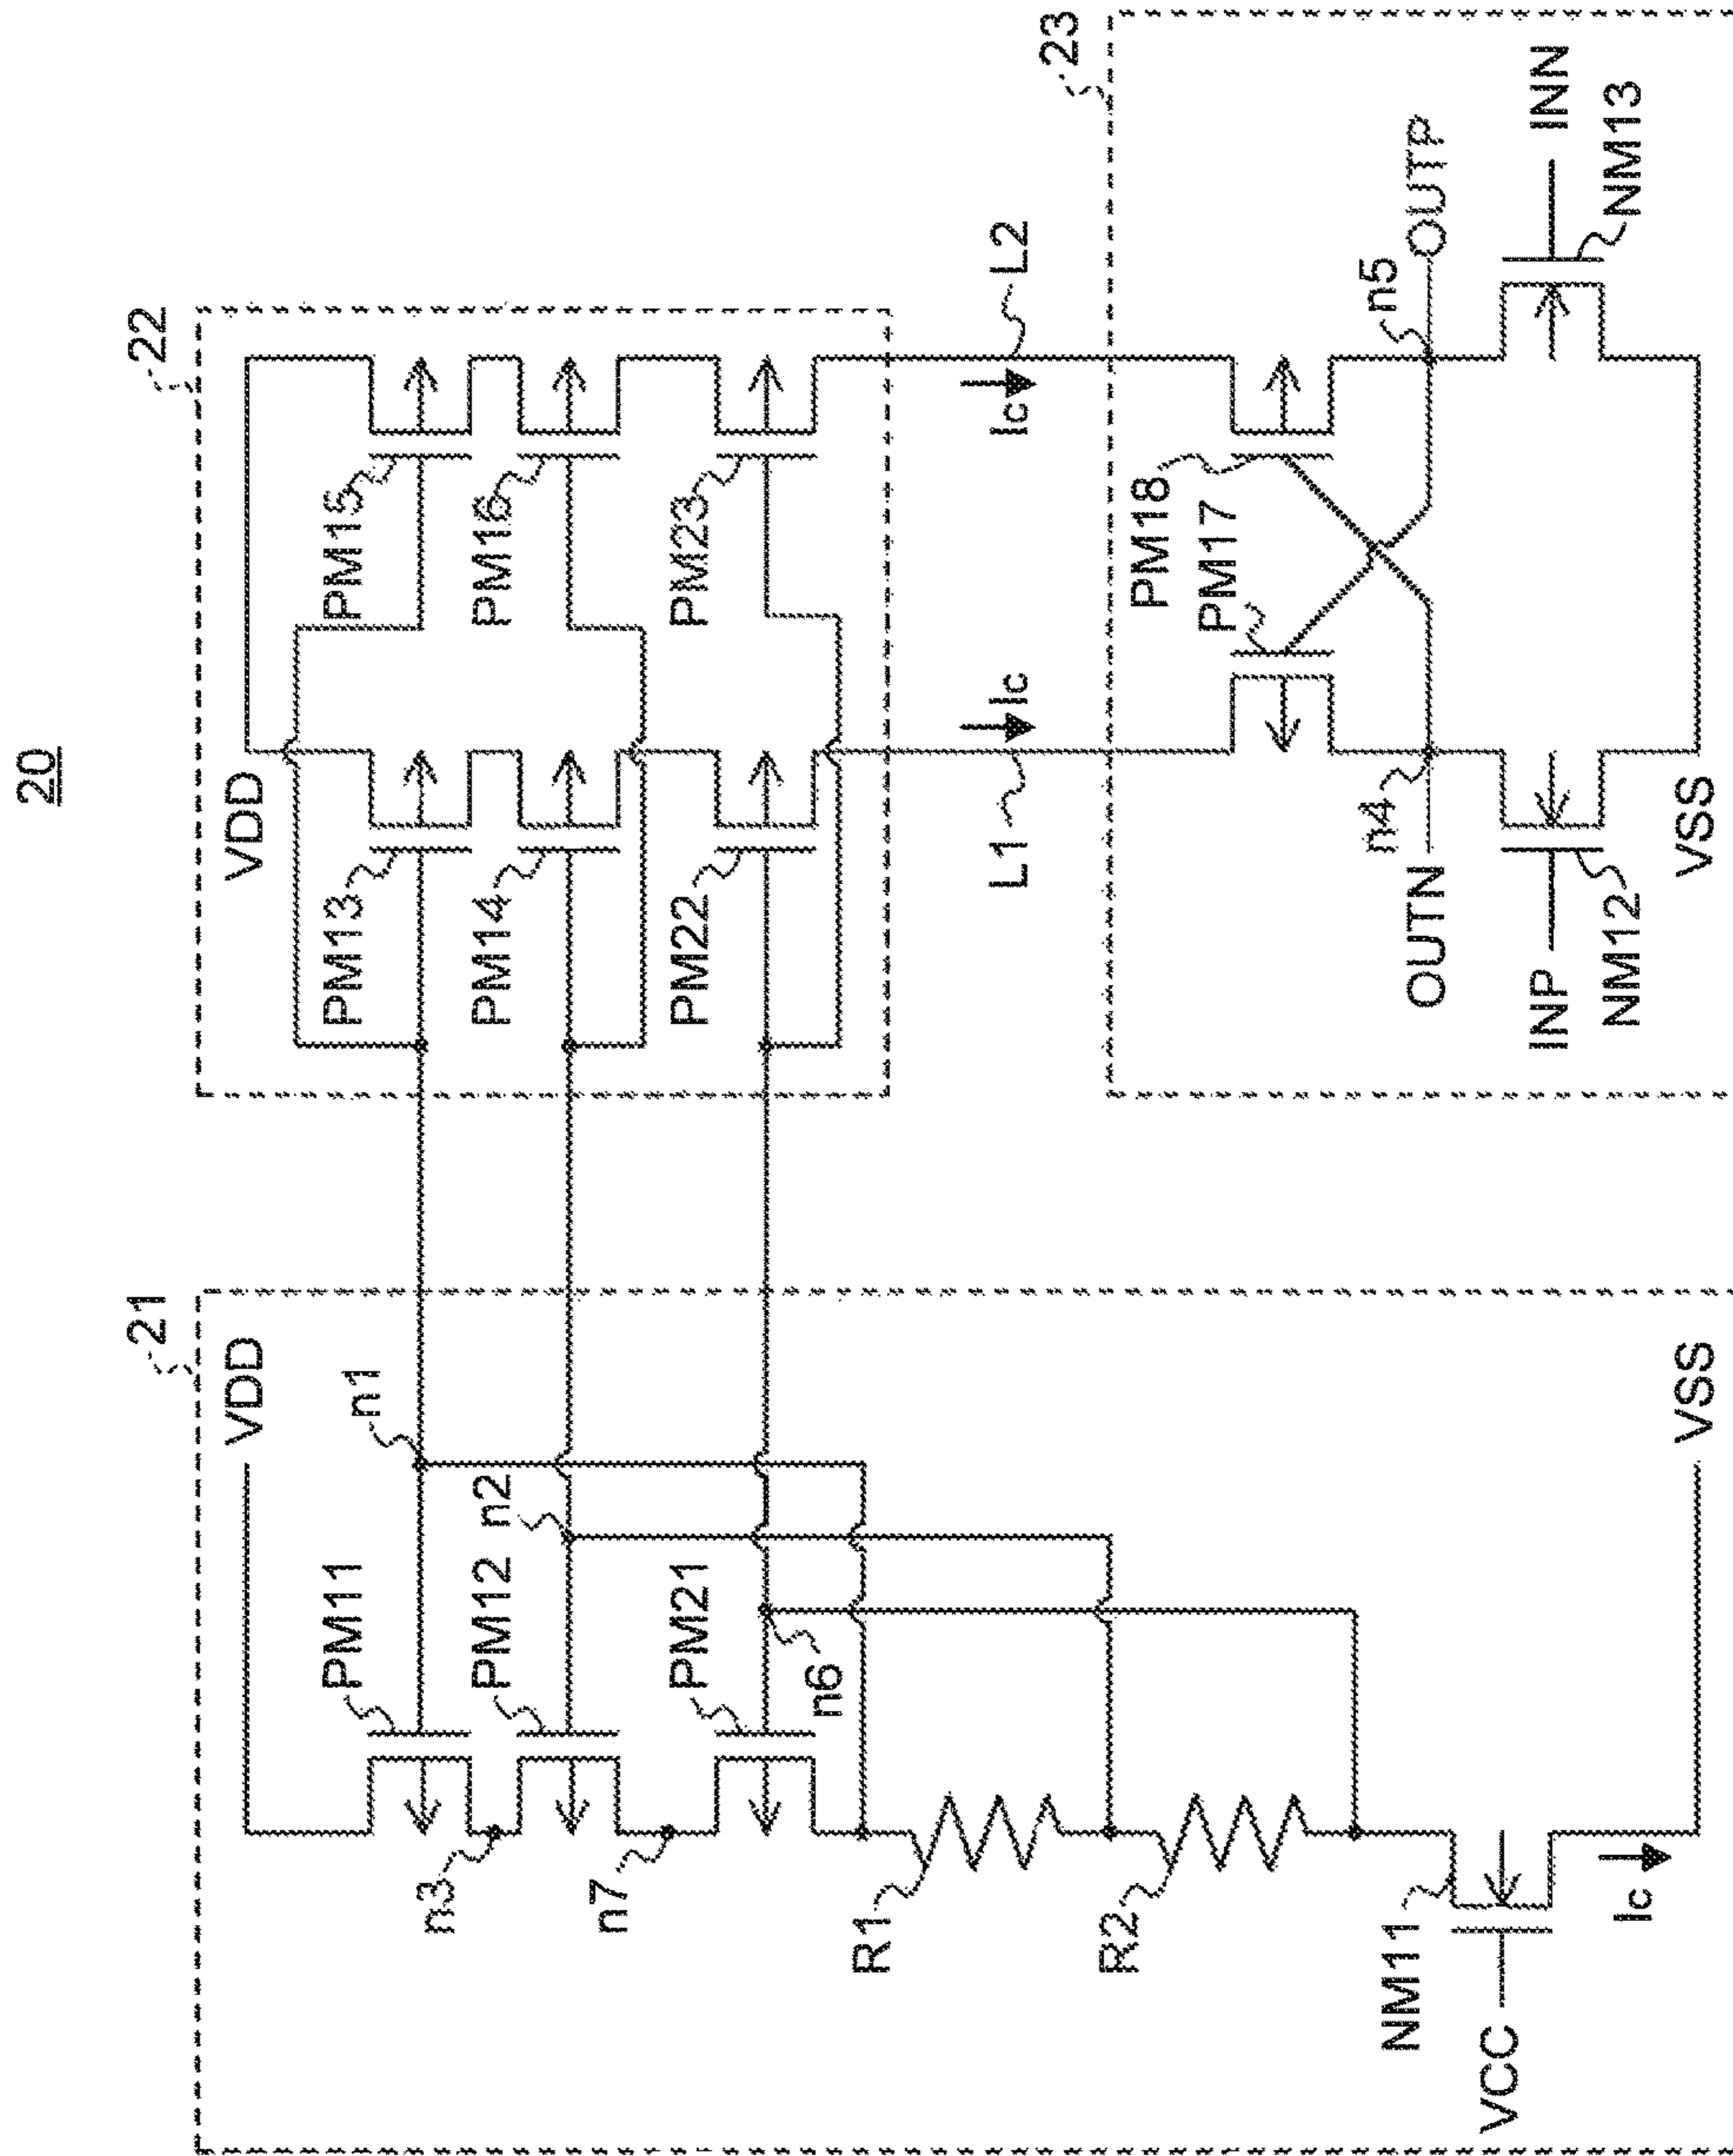 20
21
VDD
PM11
n1
n3
PM12
n2
n7
PM21
n6
R1
R2
NM11
VCC
Ic
VSS
22
VDD
PM13
PM15
PM14
PM16
PM22
PM23
L1
Ic
Ic
L2
23
PM18
PM17
n4
n5
OUTN
OUTP
INP
INN
NM12
NM13
VSS